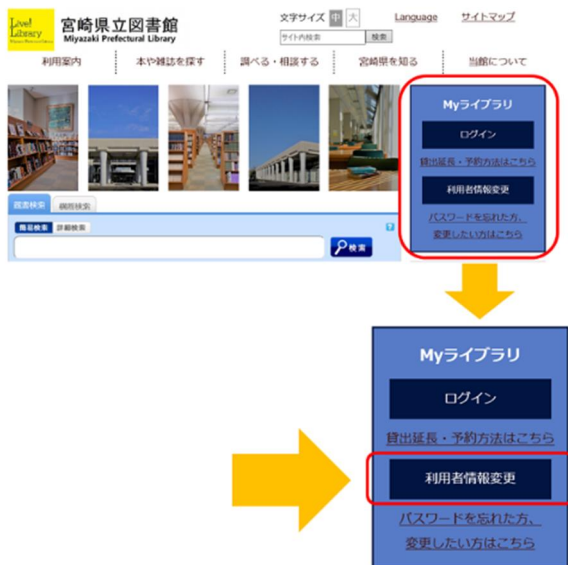 Live!
Library
Miyazaki Prefectural Library
宮崎県立図書館
Miyazaki Prefectural Library
文字サイズ 中 大
Language
サイトマップ
サイト内検索 検索
利用案内
本や雑誌を探す
調べる・相談する
宮崎県を知る
当館について
Myライブラリ
ログイン
貸出延長・予約方法はこちら
利用者情報変更
パスワードを忘れた方、
変更したい方はこちら
図書検索 横断検索
簡易検索 詳細検索
?
検索
Myライブラリ
ログイン
貸出延長・予約方法はこちら
利用者情報変更
パスワードを忘れた方、
変更したい方はこちら